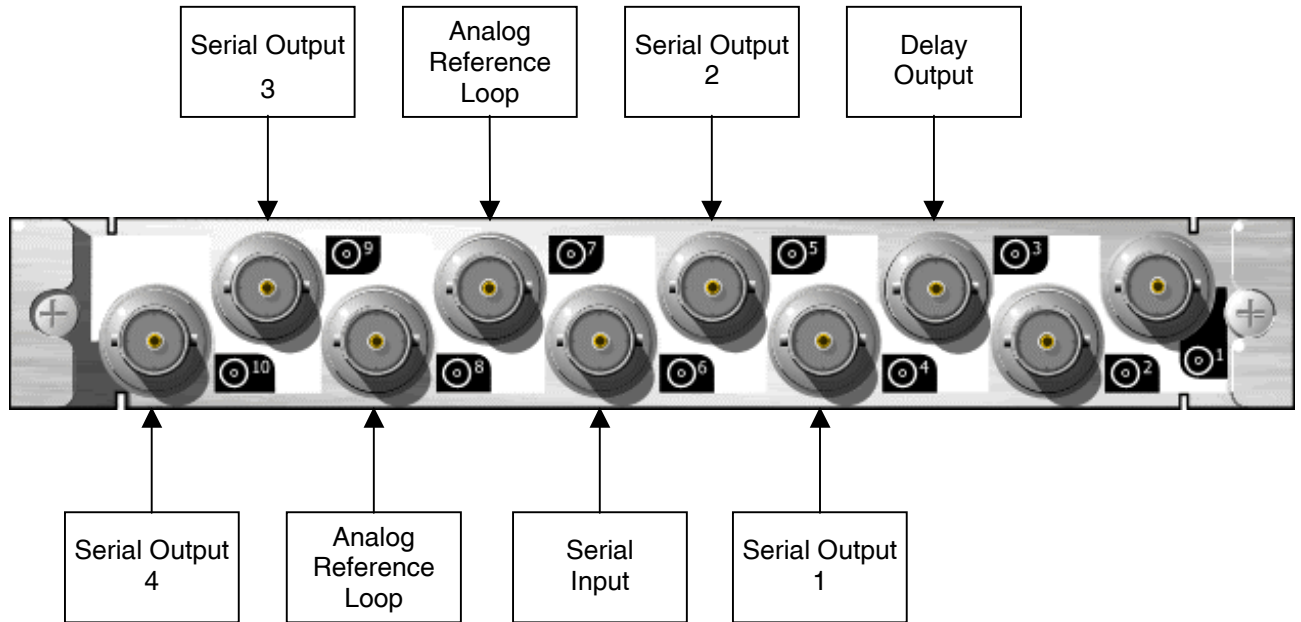 Serial Output
3
Analog
Reference
Loop
Serial Output
2
Delay
Output
9
7
5
3
10
8
6
4
2
1
Serial Output
4
Analog
Reference
Loop
Serial
Input
Serial Output
1